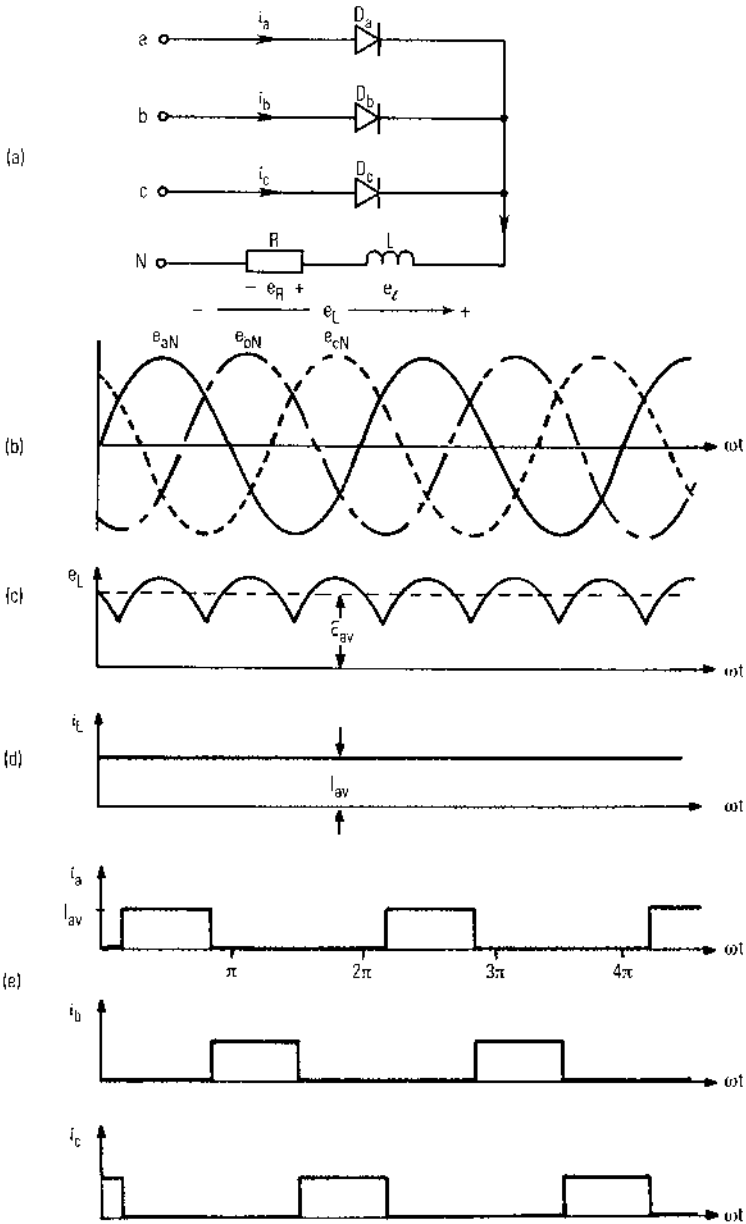 (a)
a
i_a
D_a
b
i_b
D_b
c
i_c
D_c
N
R
L
− e_R +
e_ℓ
− e_L +
(b)
e_aN
e_bN
e_cN
ωt
(c)
e_L
E_av
ωt
(d)
i_L
I_av
ωt
(e)
i_a
I_av
ωt
π
2π
3π
4π
i_b
ωt
i_c
ωt